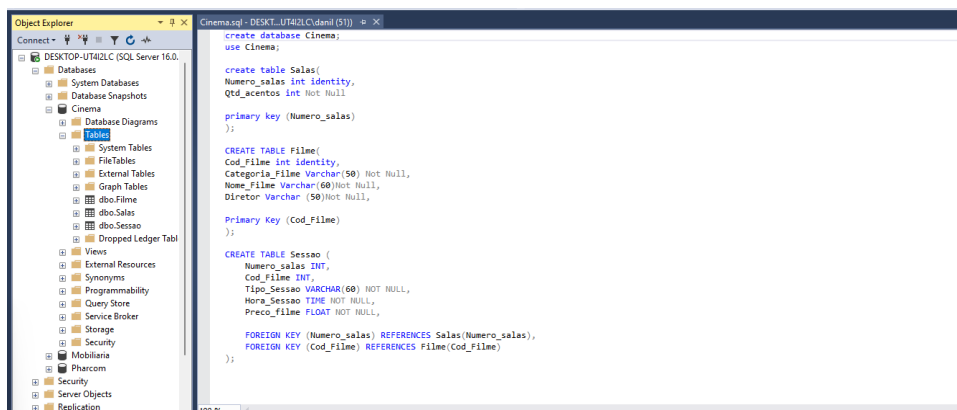 Object Explorer
Connect
DESKTOP-UT4I2LC (SQL Server 16.0.
Databases
System Databases
Database Snapshots
Cinema
Database Diagrams
Tables
System Tables
FileTables
External Tables
Graph Tables
dbo.Filme
dbo.Salas
dbo.Sessao
Dropped Ledger Tabl
Views
External Resources
Synonyms
Programmability
Query Store
Service Broker
Storage
Security
Mobiliaria
Pharcom
Security
Server Objects
Replication
Cinema.sql - DESKT...UT4I2LC\danil (51))
create database Cinema;
use Cinema;
create table Salas(
Numero_salas int identity,
Qtd_acentos int Not Null
primary key (Numero_salas)
);
CREATE TABLE Filme(
Cod_Filme int identity,
Categoria_Filme Varchar(50) Not Null,
Nome_Filme Varchar(60)Not Null,
Diretor Varchar (50)Not Null,
Primary Key (Cod_Filme)
);
CREATE TABLE Sessao (
Numero_salas INT,
Cod_Filme INT,
Tipo_Sessao VARCHAR(60) NOT NULL,
Hora_Sessao TIME NOT NULL,
Preco_filme FLOAT NOT NULL,
FOREIGN KEY (Numero_salas) REFERENCES Salas(Numero_salas),
FOREIGN KEY (Cod_Filme) REFERENCES Filme(Cod_Filme)
);